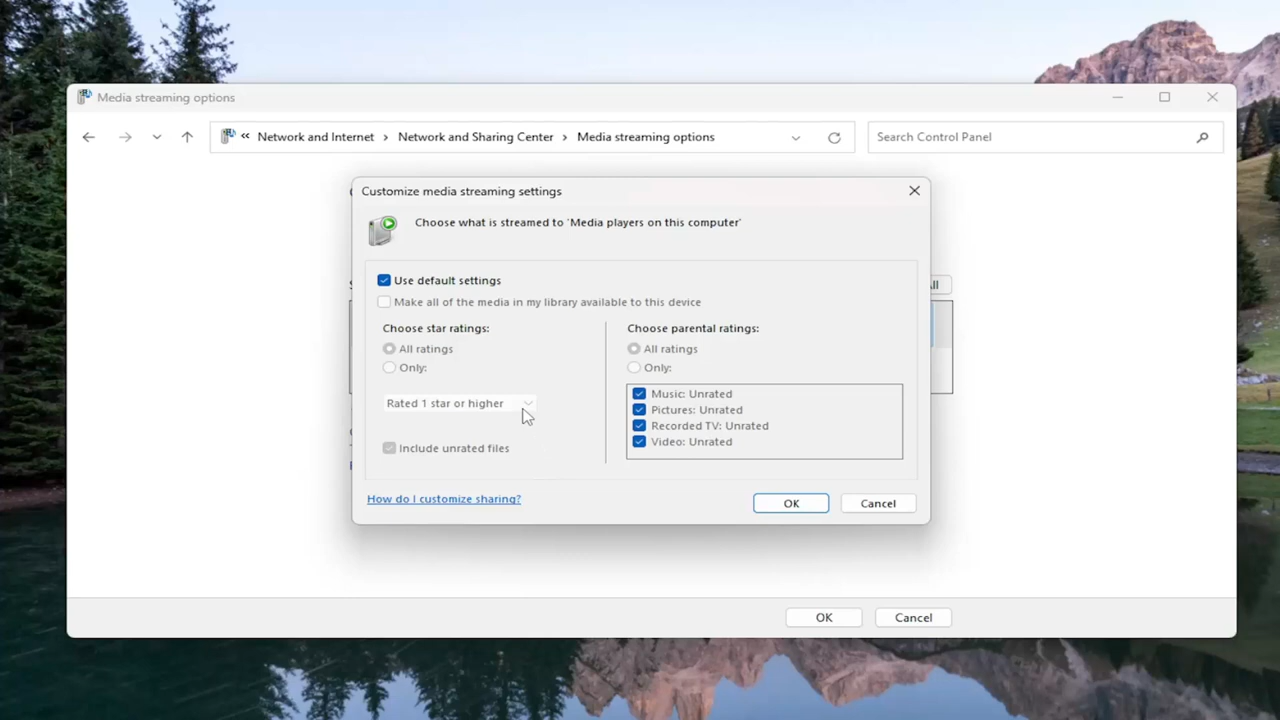 Media streaming options
« Network and Internet › Network and Sharing Center › Media streaming options
Search Control Panel
Customize media streaming settings
Choose what is streamed to 'Media players on this computer'
Use default settings
Make all of the media in my library available to this device
Choose star ratings:
All ratings
Only:
Rated 1 star or higher
Include unrated files
Choose parental ratings:
All ratings
Only:
Music: Unrated
Pictures: Unrated
Recorded TV: Unrated
Video: Unrated
How do I customize sharing?
OK
Cancel
OK
Cancel